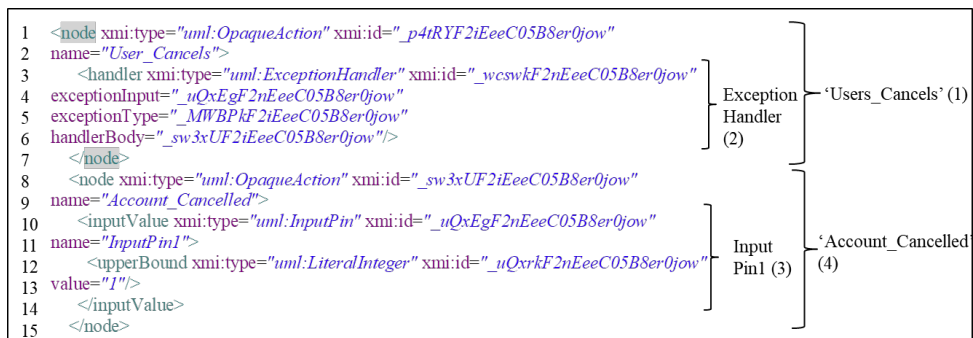 1 <node xmi:type="uml:OpaqueAction" xmi:id="_p4tRYF2iEeeC05B8er0jow"
2 name="User_Cancels">
3 <handler xmi:type="uml:ExceptionHandler" xmi:id="_wcswkF2nEeeC05B8er0jow"
4 exceptionInput="_uQxEgF2nEeeC05B8er0jow"
5 exceptionType="_MWBPkF2iEeeC05B8er0jow"
6 handlerBody="_sw3xUF2iEeeC05B8er0jow"/>
7 </node>
Exception
Handler
(2)
‘Users_Cancels’ (1)
8 <node xmi:type="uml:OpaqueAction" xmi:id="_sw3xUF2iEeeC05B8er0jow"
9 name="Account_Cancelled">
10 <inputValue xmi:type="uml:InputPin" xmi:id="_uQxEgF2nEeeC05B8er0jow"
11 name="InputPin1">
12 <upperBound xmi:type="uml:LiteralInteger" xmi:id="_uQxrkF2nEeeC05B8er0jow"
13 value="1"/>
14 </inputValue>
15 </node>
Input
Pin1 (3)
‘Account_Cancelled’
(4)